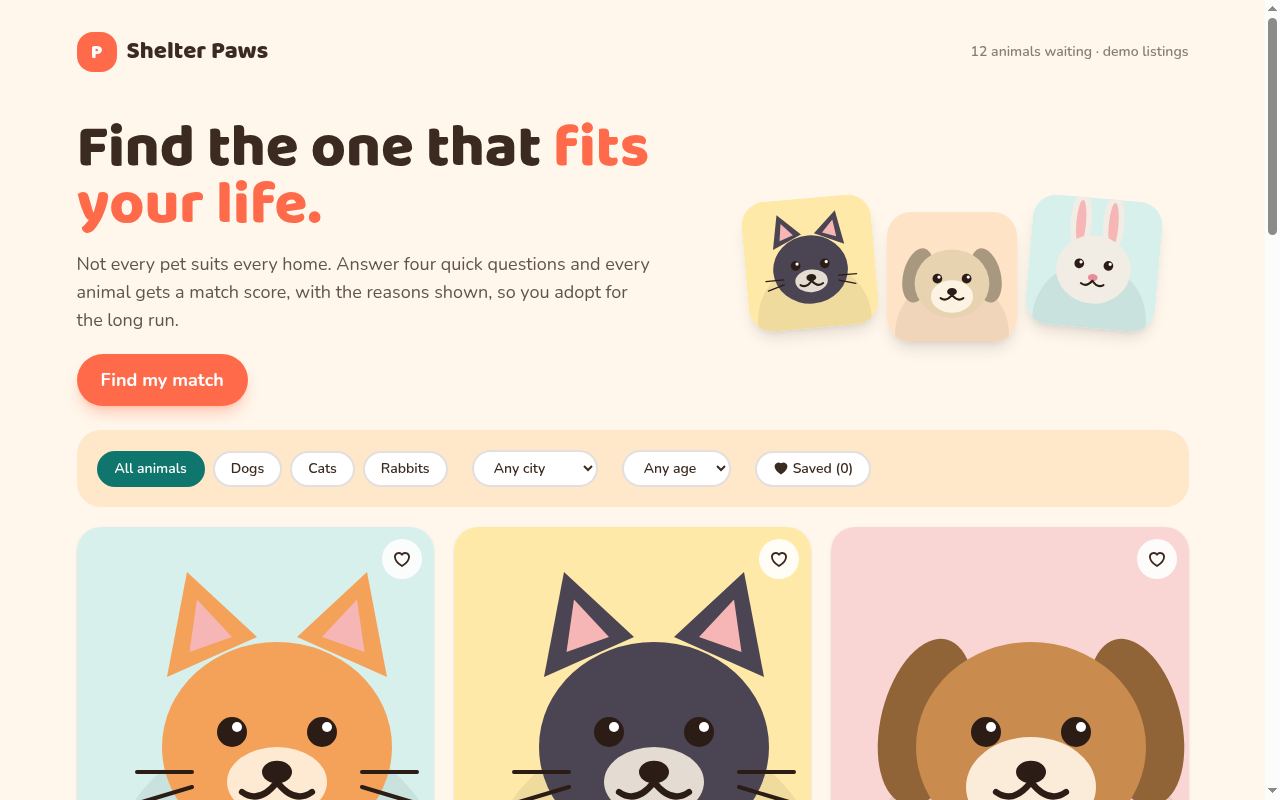 P
Shelter Paws
12 animals waiting · demo listings
Find the one that fits
your life.
Not every pet suits every home. Answer four quick questions and every
animal gets a match score, with the reasons shown, so you adopt for
the long run.
Find my match
All animals
Dogs
Cats
Rabbits
Any city
Any age
Saved (0)